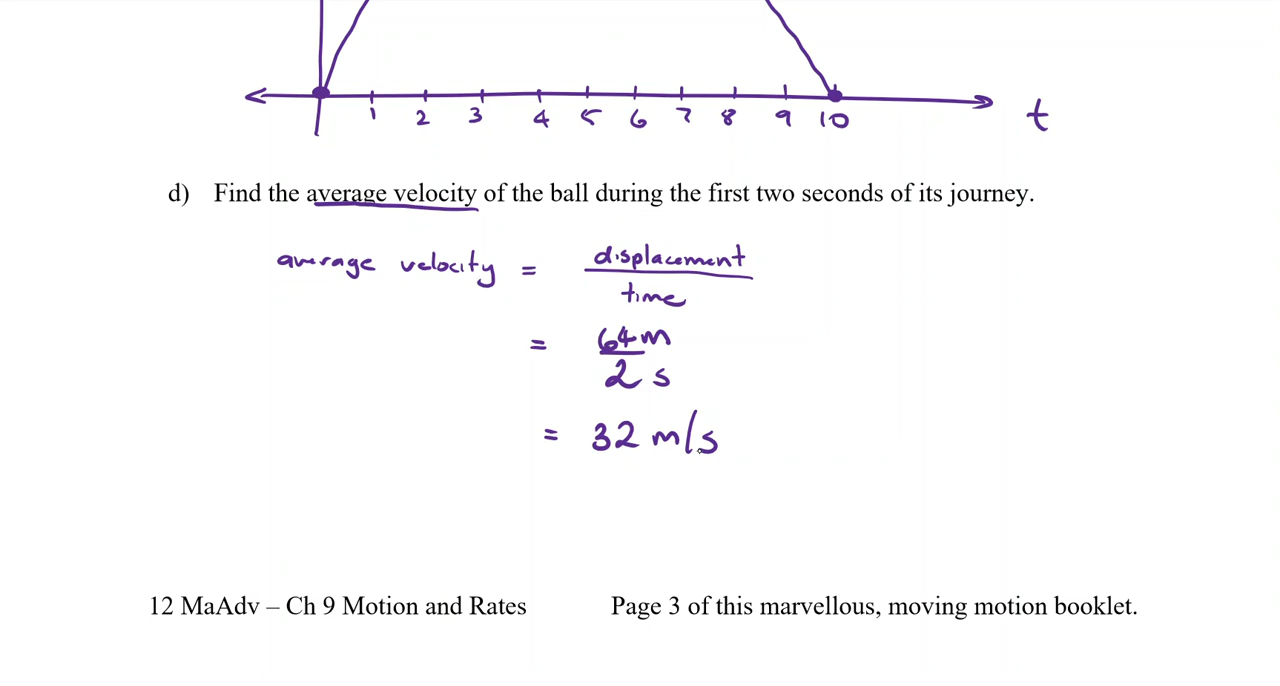 1 2 3 4 5 6 7 8 9 10 t
d) Find the average velocity of the ball during the first two seconds of its journey.
average velocity = displacement
time
= 64m
2 s
= 32 m/s
12 MaAdv – Ch 9 Motion and Rates Page 3 of this marvellous, moving motion booklet.